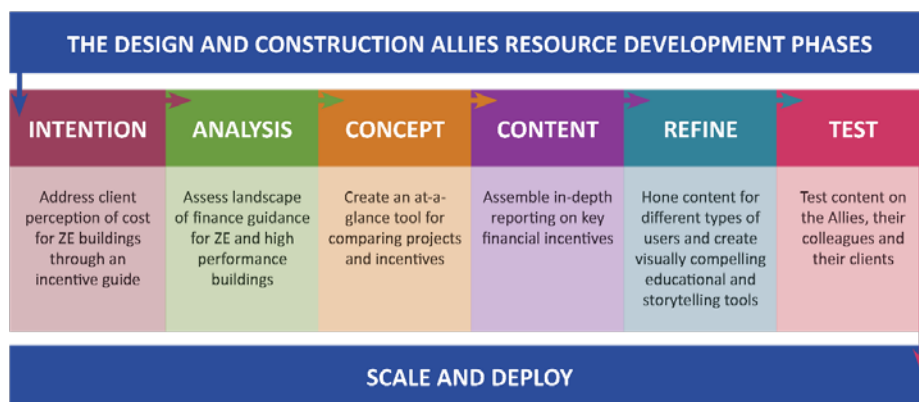 THE DESIGN AND CONSTRUCTION ALLIES RESOURCE DEVELOPMENT PHASES
INTENTION
Address client
perception of cost
for ZE buildings
through an
incentive guide
ANALYSIS
Assess landscape
of finance guidance
for ZE and high
performance
buildings
CONCEPT
Create an at-a-
glance tool for
comparing projects
and incentives
CONTENT
Assemble in-depth
reporting on key
financial incentives
REFINE
Hone content for
different types of
users and create
visually compelling
educational and
storytelling tools
TEST
Test content on
the Allies, their
colleagues and
their clients
SCALE AND DEPLOY